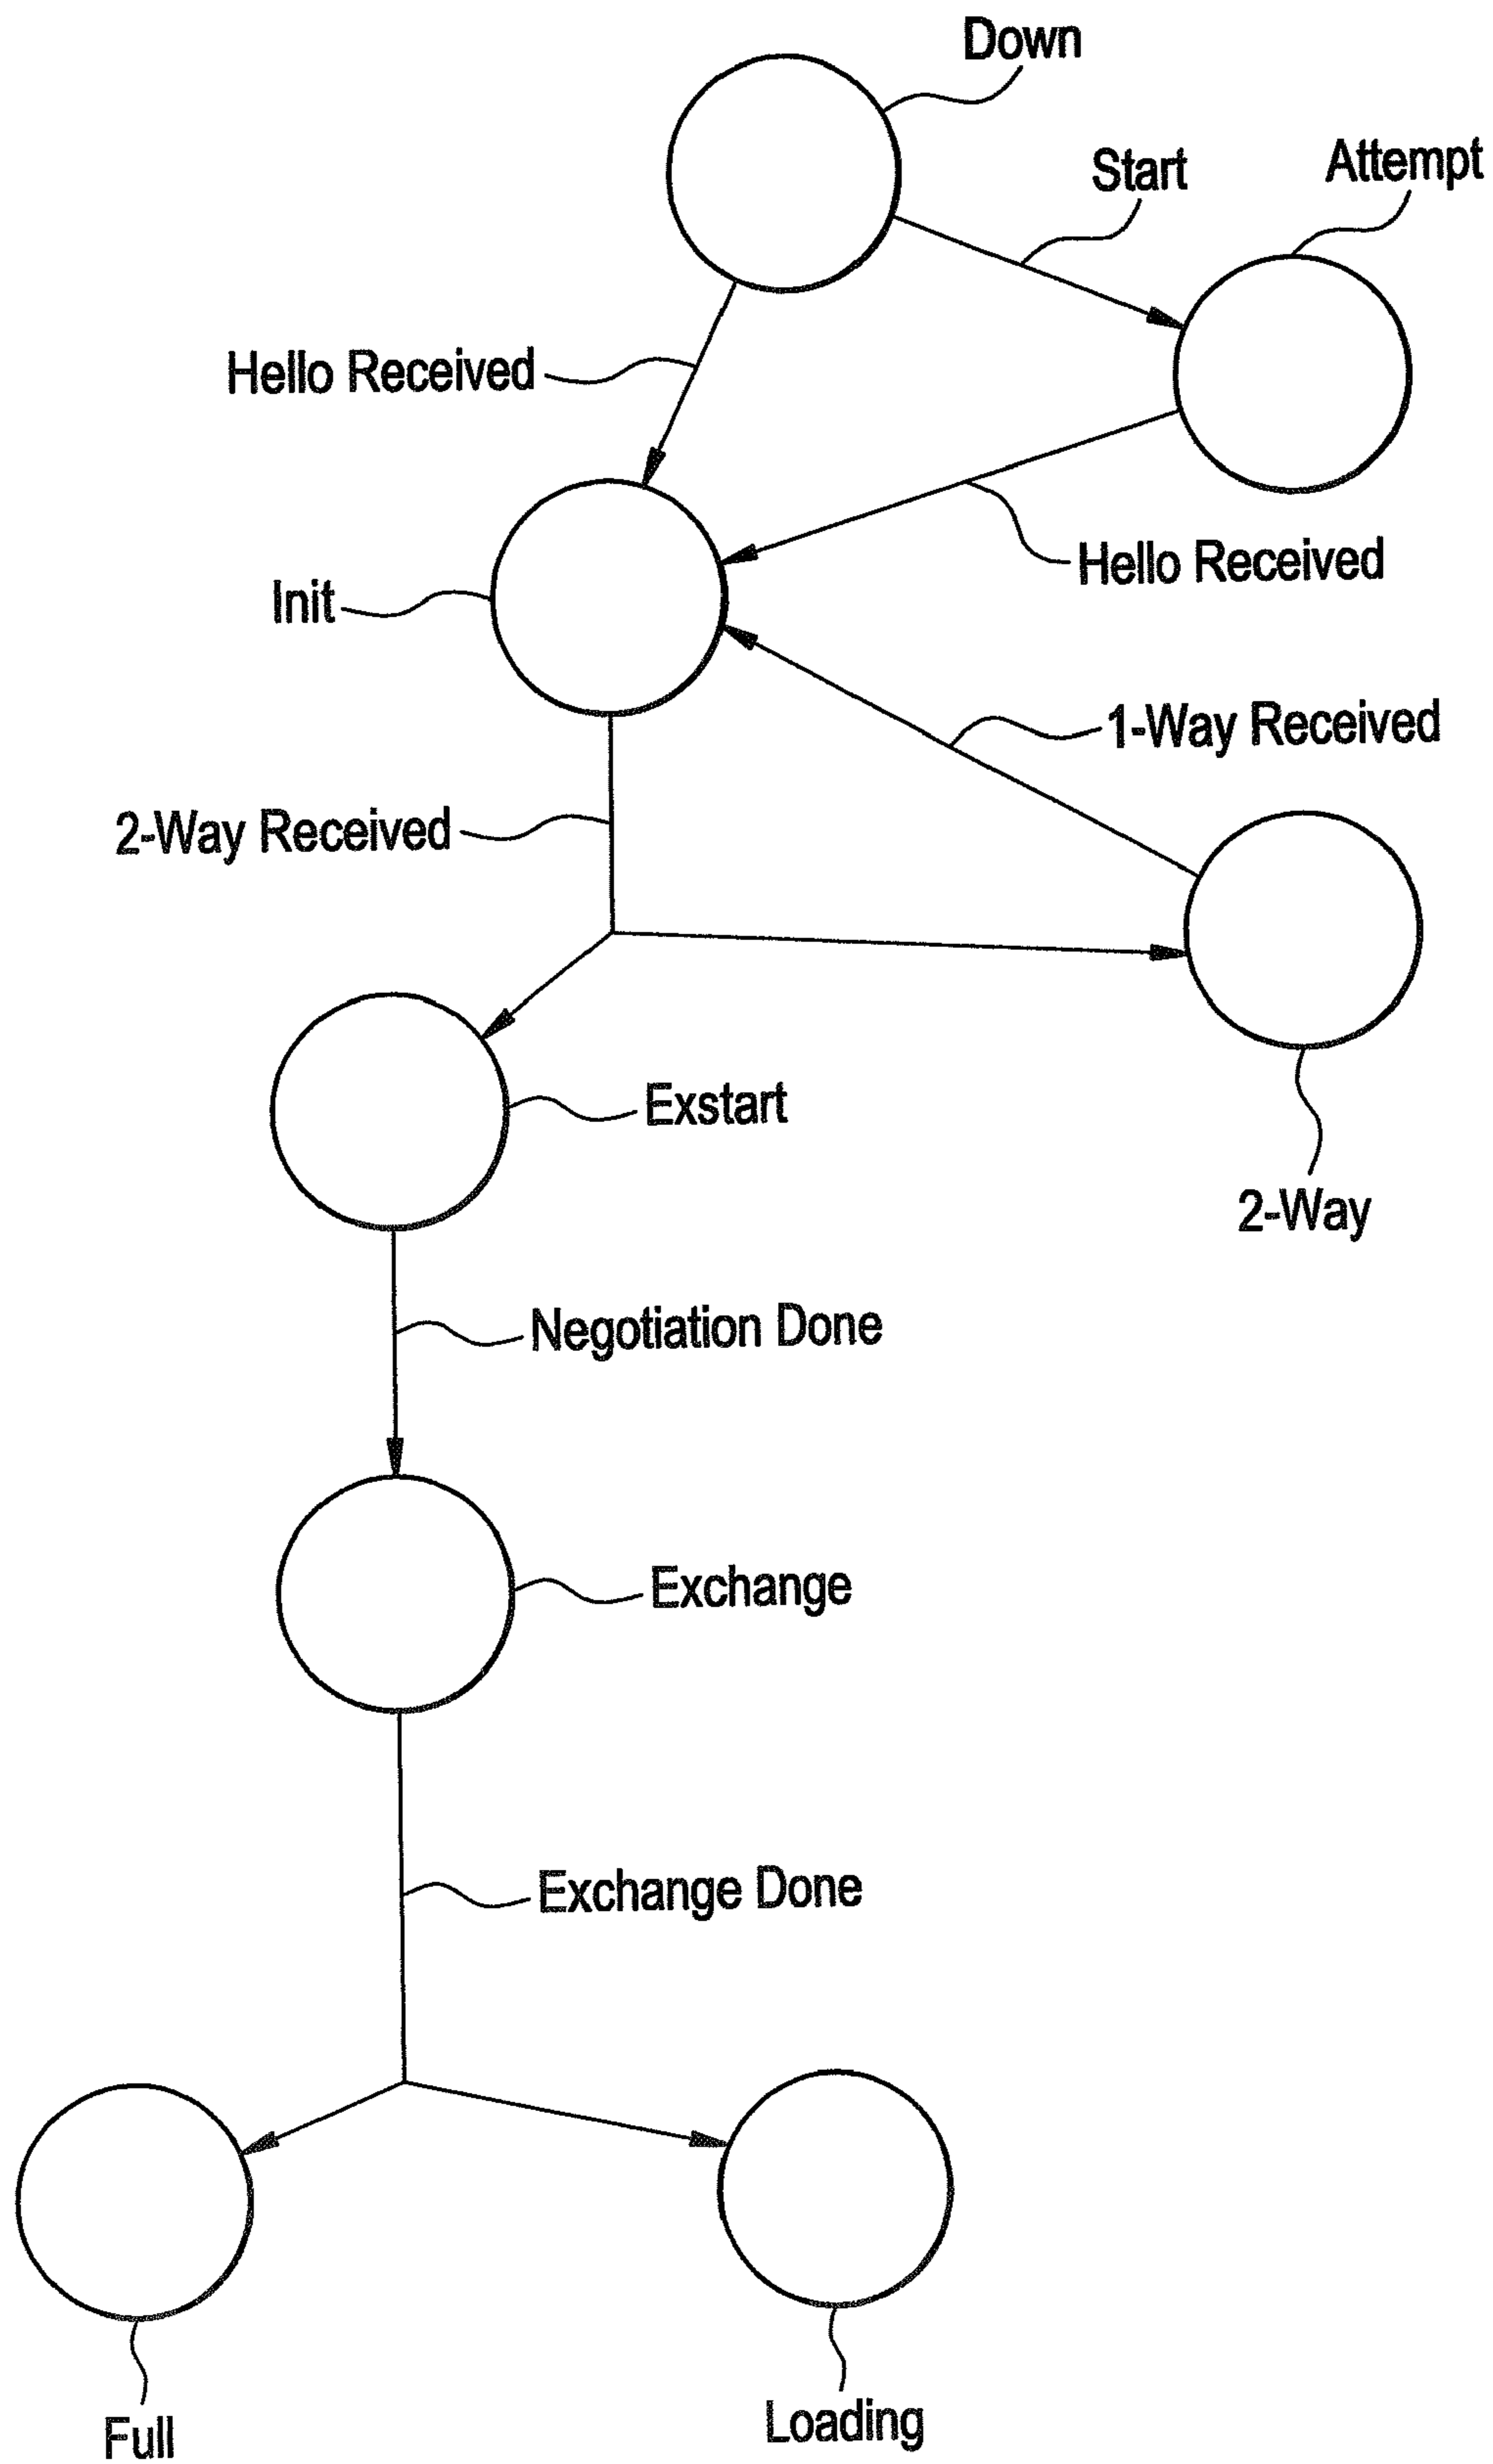 Down
Start
Attempt
Hello Received
Hello Received
Init
1-Way Received
2-Way Received
Exstart
2-Way
Negotiation Done
Exchange
Exchange Done
Full
Loading